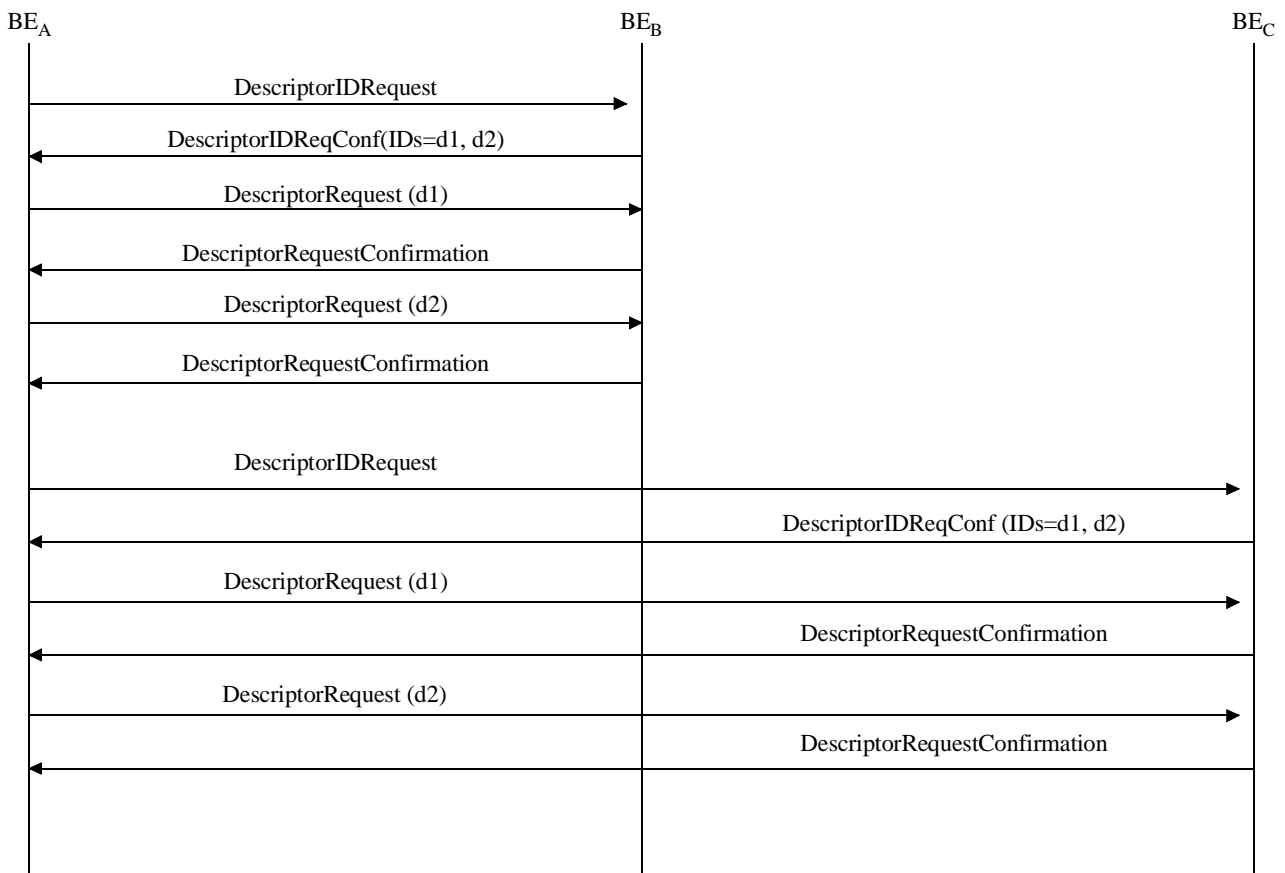 BEA BEB BEC
DescriptorIDRequest
DescriptorIDReqConf(IDs=d1, d2)
DescriptorRequest (d1)
DescriptorRequestConfirmation
DescriptorRequest (d2)
DescriptorRequestConfirmation
DescriptorIDRequest
DescriptorIDReqConf (IDs=d1, d2)
DescriptorRequest (d1)
DescriptorRequestConfirmation
DescriptorRequest (d2)
DescriptorRequestConfirmation